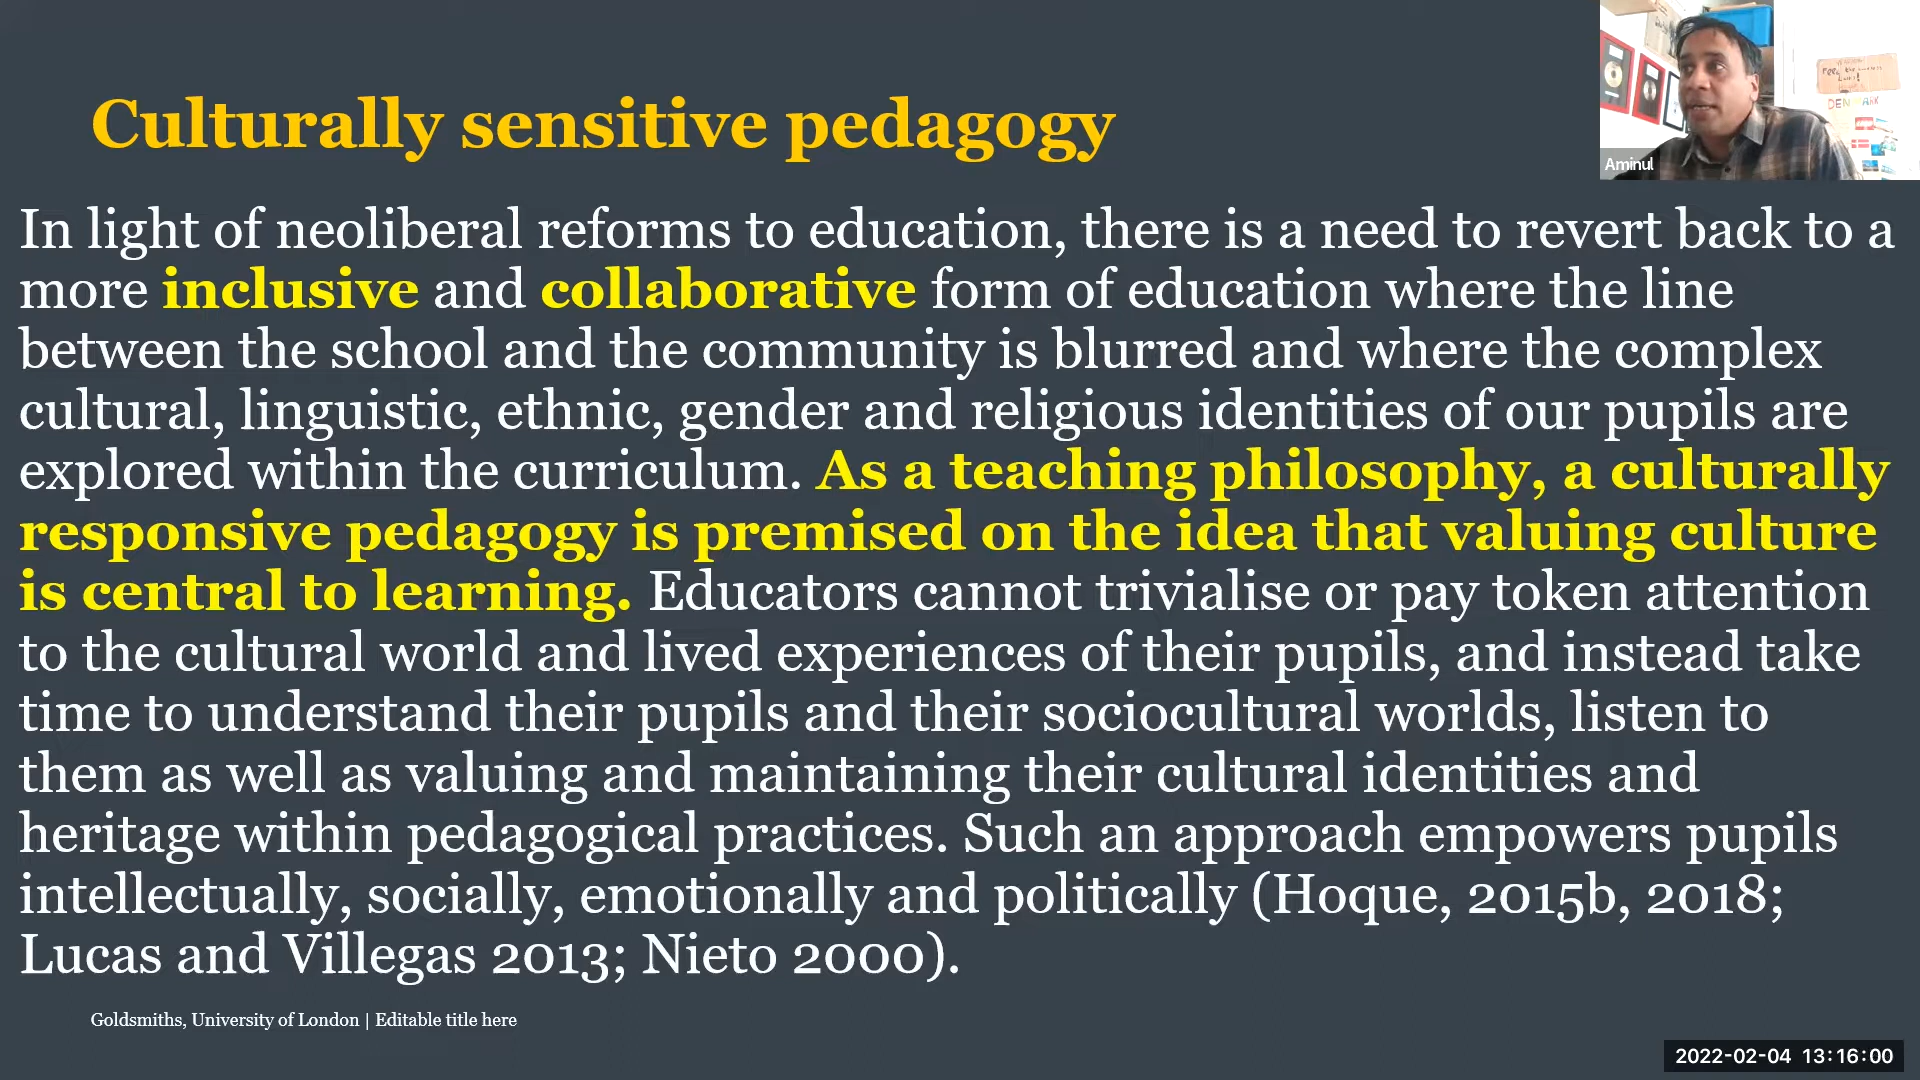 Culturally sensitive pedagogy
Aminul
DENMARK
In light of neoliberal reforms to education, there is a need to revert back to a
more inclusive and collaborative form of education where the line
between the school and the community is blurred and where the complex
cultural, linguistic, ethnic, gender and religious identities of our pupils are
explored within the curriculum. As a teaching philosophy, a culturally
responsive pedagogy is premised on the idea that valuing culture
is central to learning. Educators cannot trivialise or pay token attention
to the cultural world and lived experiences of their pupils, and instead take
time to understand their pupils and their sociocultural worlds, listen to
them as well as valuing and maintaining their cultural identities and
heritage within pedagogical practices. Such an approach empowers pupils
intellectually, socially, emotionally and politically (Hoque, 2015b, 2018;
Lucas and Villegas 2013; Nieto 2000).
Goldsmiths, University of London | Editable title here
2022-02-04 13:16:00